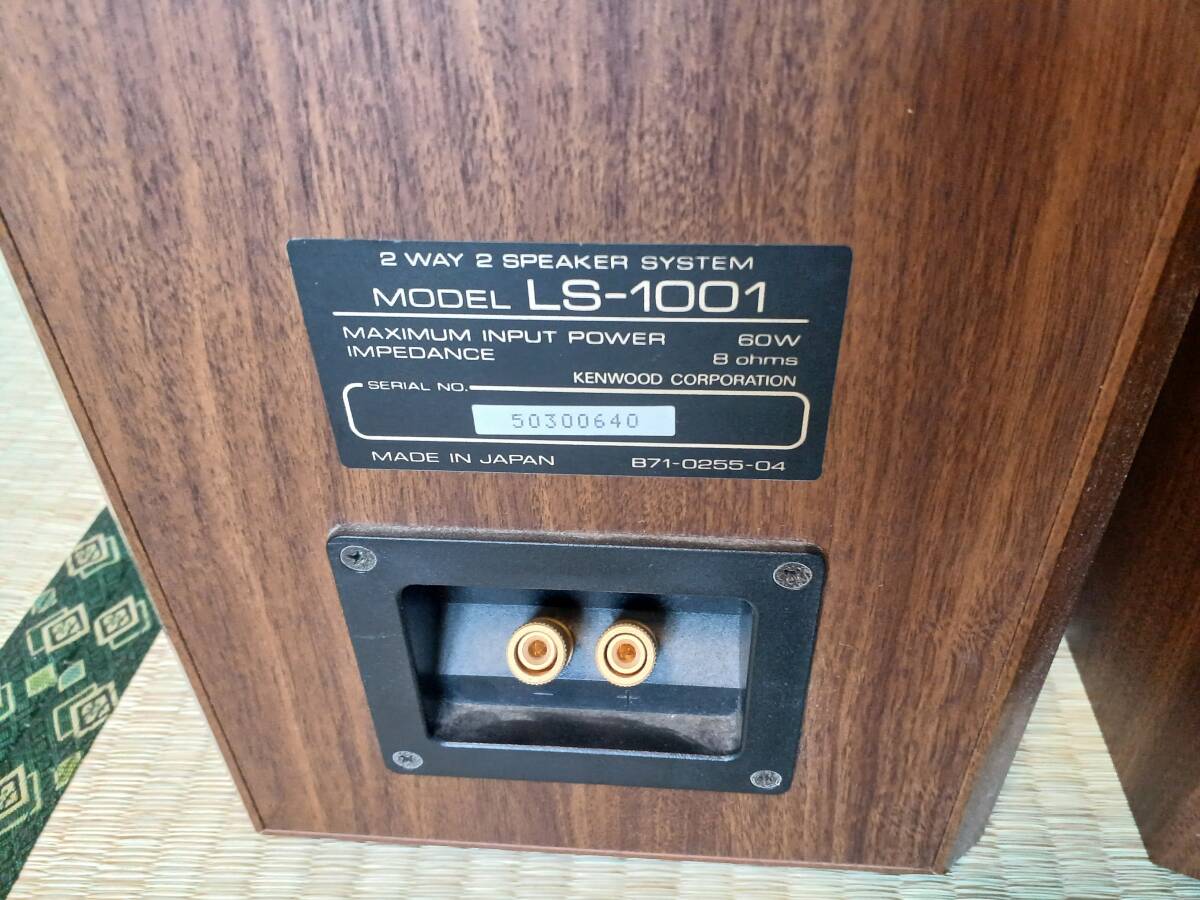 2 WAY 2 SPEAKER SYSTEM
MODEL LS-1001
MAXIMUM INPUT POWER 60W
IMPEDANCE 8 ohms
KENWOOD CORPORATION
SERIAL NO.
50300640
MADE IN JAPAN B71-0255-04
− +